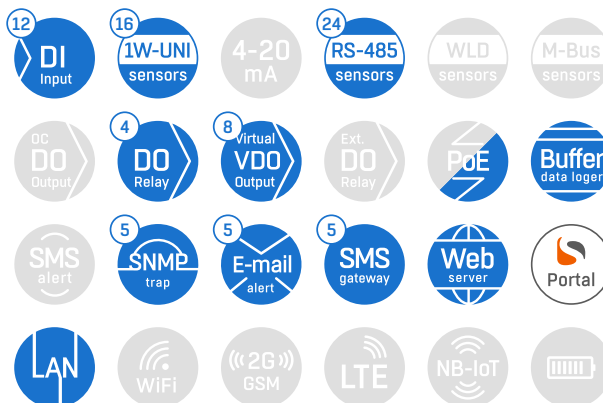 12
DI
Input
16
1W-UNI
sensors
4-20
mA
24
RS-485
sensors
WLD
sensors
M-Bus
sensors
OC
DO
Output
4
DO
Relay
8
Virtual
VDO
Output
Ext.
DO
Relay
PoE
Buffer
data loger
SMS
alert
5
SNMP
trap
5
E-mail
alert
5
SMS
gateway
Web
server
Portal
LAN
WiFi
2G
GSM
LTE
NB-IoT